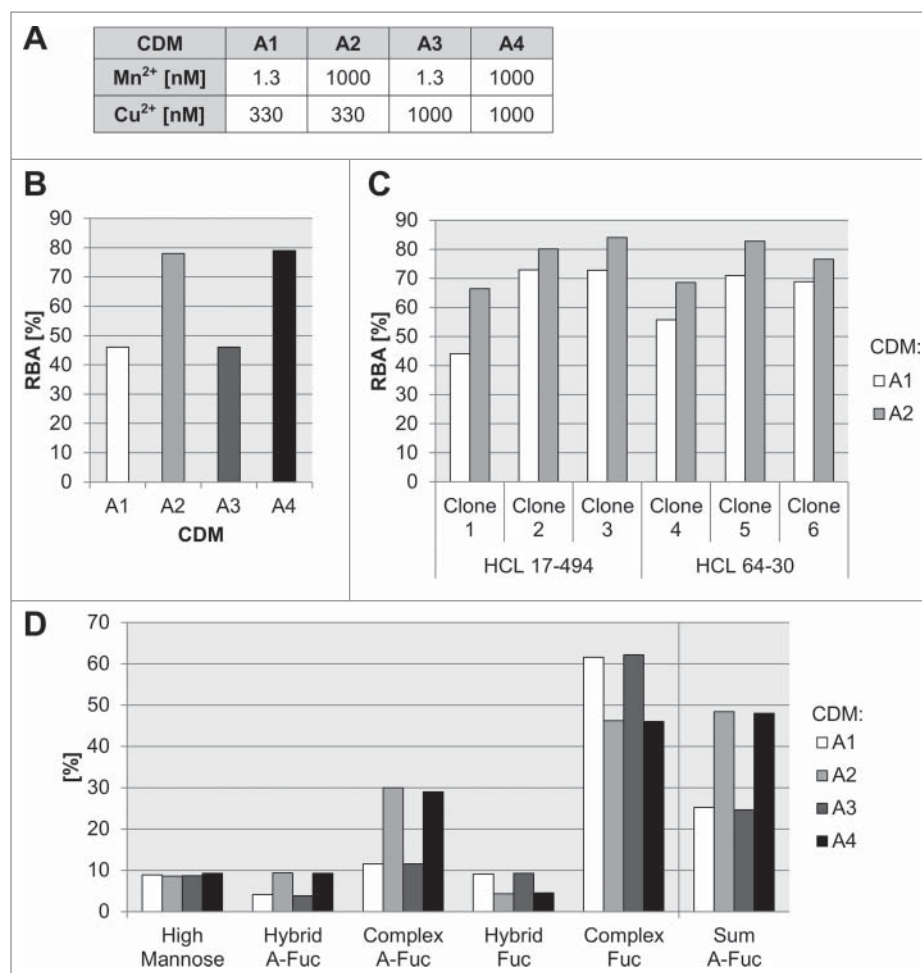 A
CDM A1 A2 A3 A4
Mn²⁺ [nM] 1.3 1000 1.3 1000
Cu²⁺ [nM] 330 330 1000 1000
B
90
80
70
60
50
40
30
20
10
0
RBA [%]
A1 A2 A3 A4
CDM
C
90
80
70
60
50
40
30
20
10
0
RBA [%]
Clone Clone Clone Clone Clone Clone
1 2 3 4 5 6
HCL 17-494 HCL 64-30
CDM:
A1
A2
D
70
60
50
40
30
20
10
0
[%]
High Hybrid Complex Hybrid Complex Sum
Mannose A-Fuc A-Fuc Fuc Fuc A-Fuc
CDM:
A1
A2
A3
A4